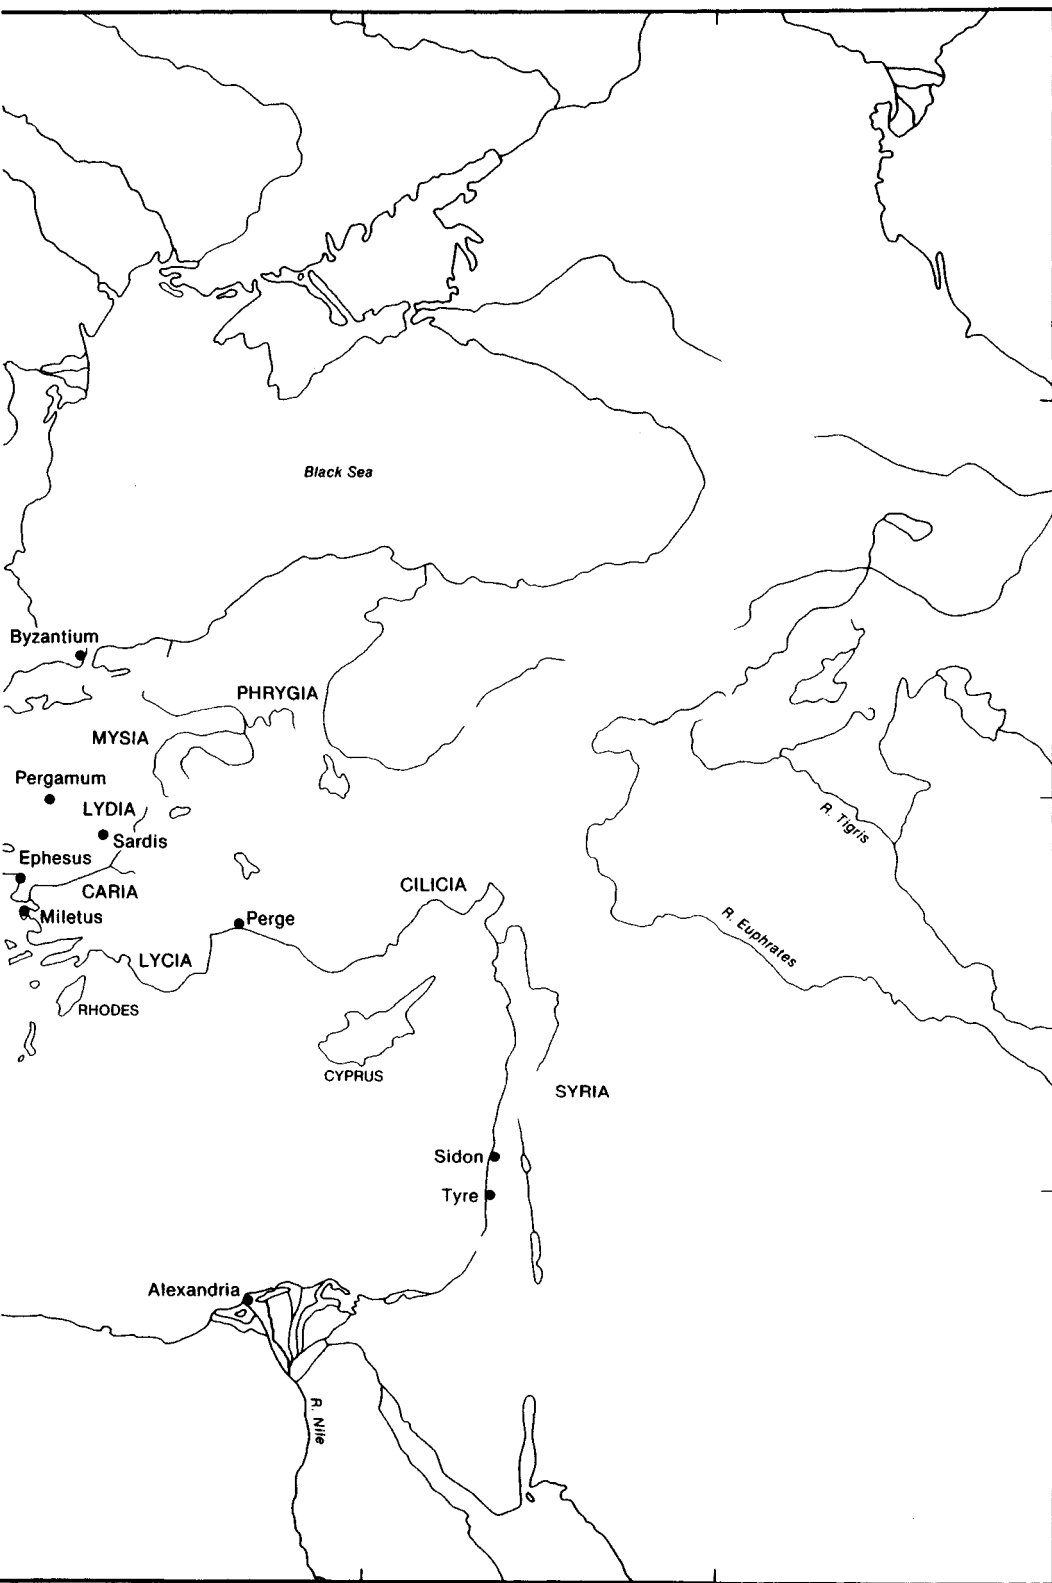 Black Sea
Byzantium
PHRYGIA
MYSIA
Pergamum
LYDIA
R. Tigris
Sardis
Ephesus
CILICIA
CARIA
Miletus
Perge
R. Euphrates
LYCIA
RHODES
CYPRUS
SYRIA
Sidon
Tyre
Alexandria
R. Nile